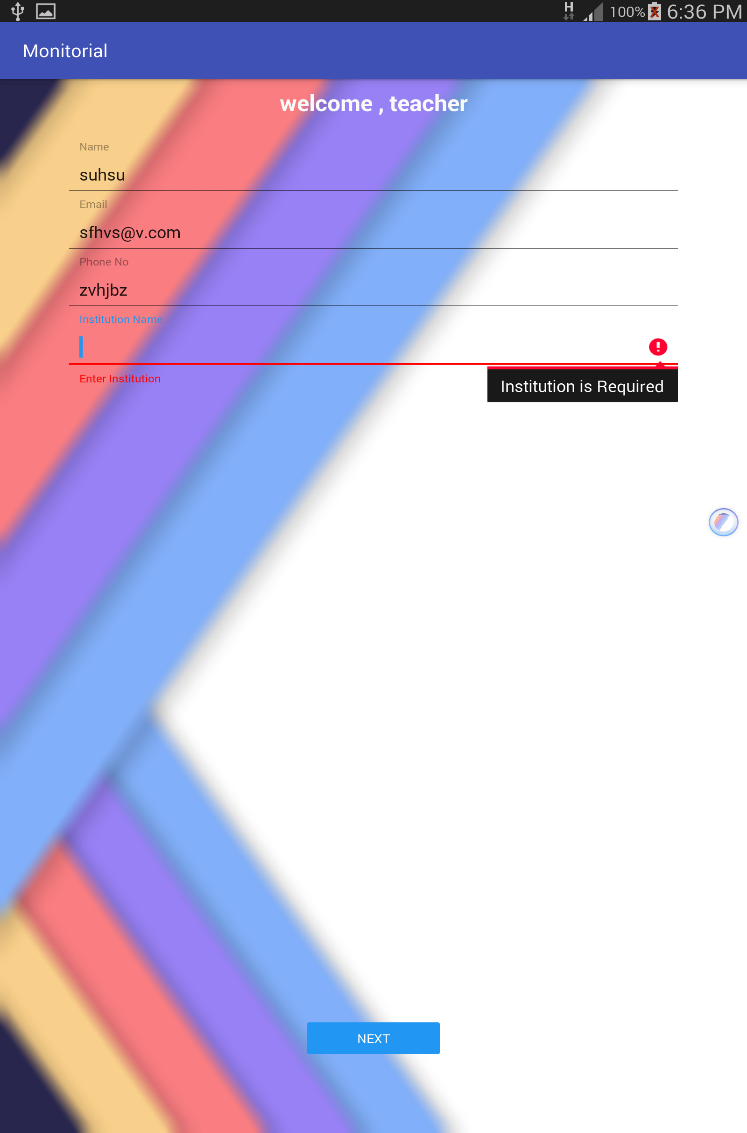 H 100% 6:36 PM
Monitorial
welcome , teacher
Name
suhsu
Email
sfhvs@v.com
Phone No
zvhjbz
Institution Name
Enter Institution
Institution is Required
NEXT